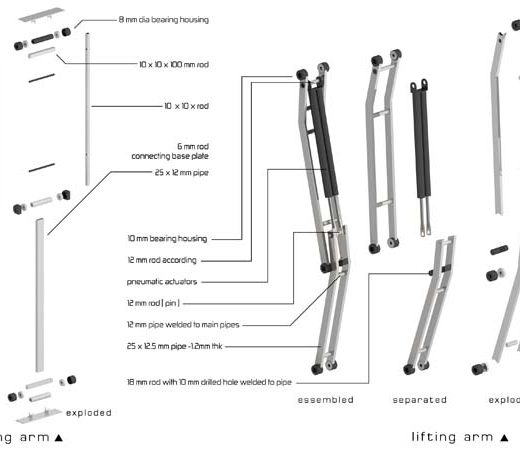 8 mm dia bearing housing
10 x 10 x 100 mm rod
10 x 10 x rod
6 mm rod
connecting base plate
25 x 12 mm pipe
10 mm bearing housing
12 mm rod according
pneumatic actuators
12 mm rod ( pin )
12 mm pipe welded to main pipes
25 x 12.5 mm pipe -1.2mm thk
18 mm rod with 10 mm drilled hole welded to pipe
assembled
separated
explo
exploded
ng arm ▲
lifting arm ▲